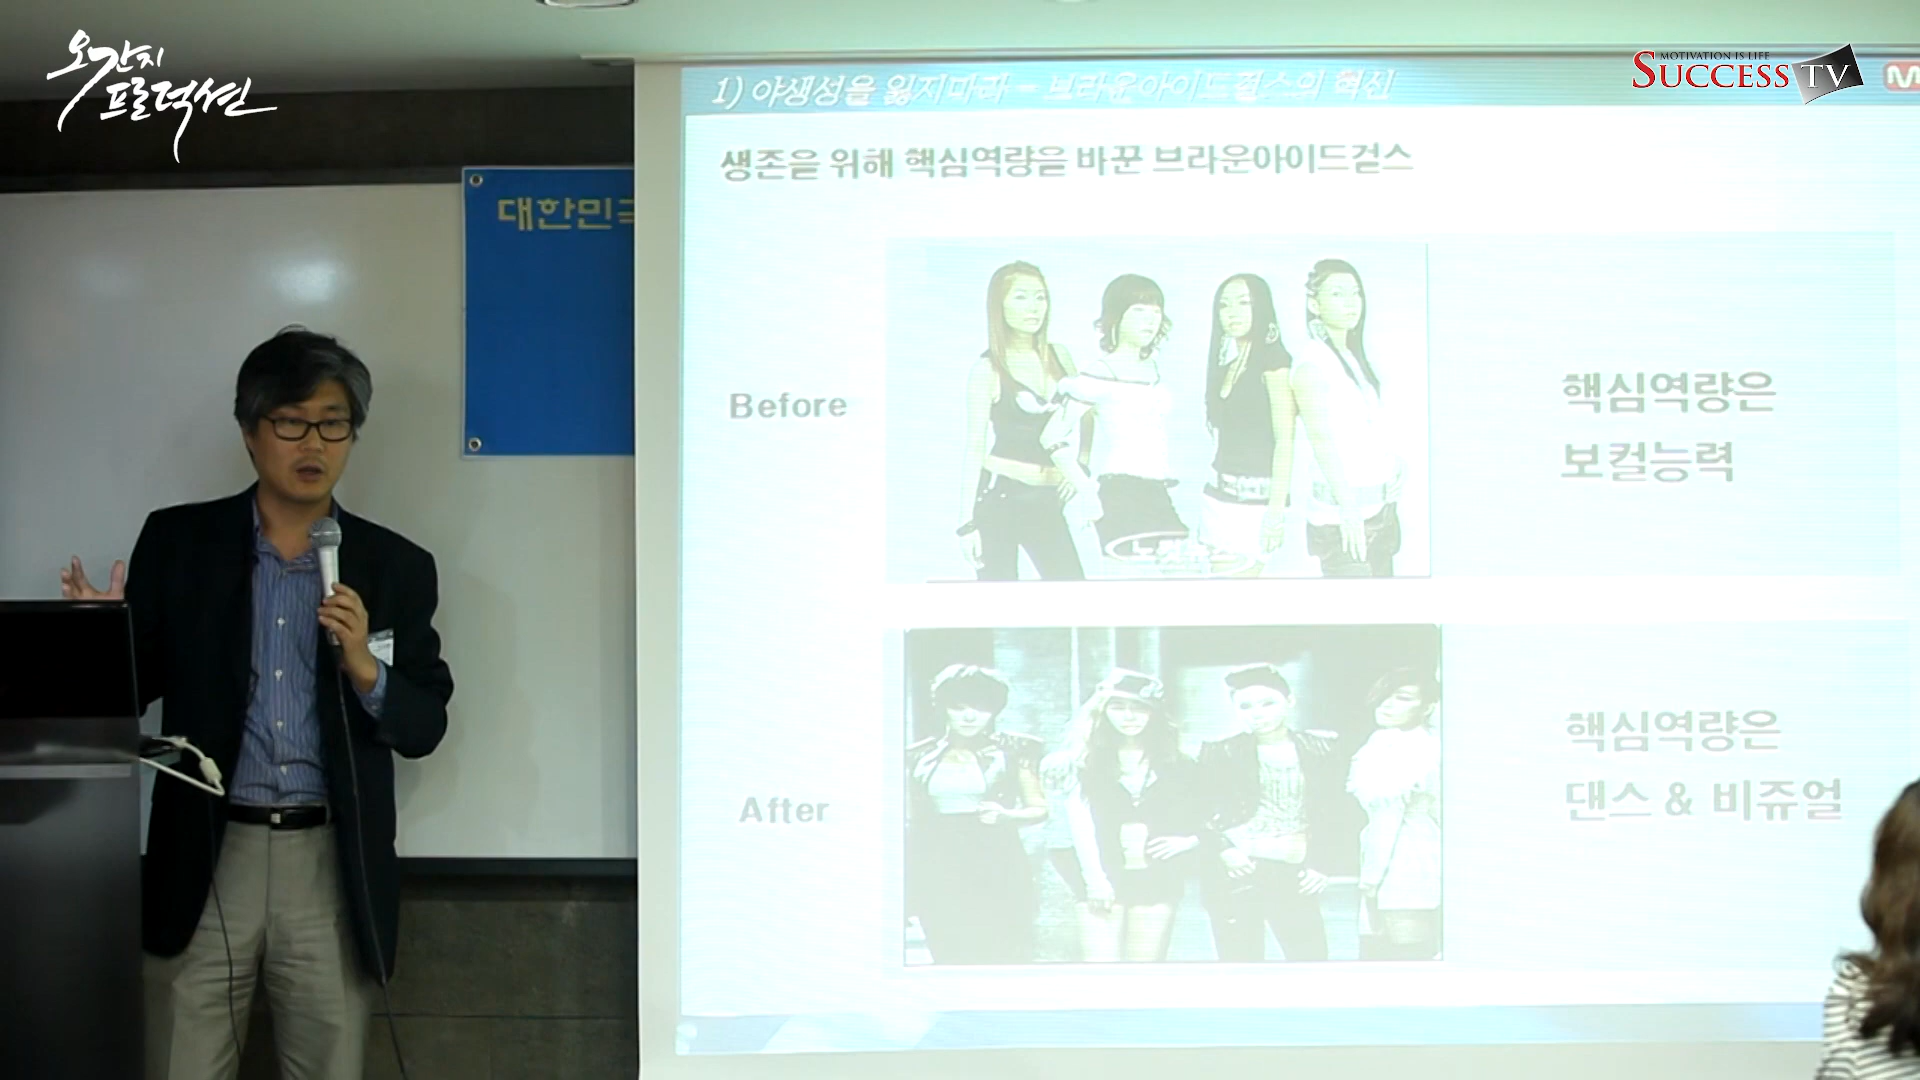 오간지
프로덕션
MOTIVATION IS LIFE
SUCCESS TV
1) 야생성을 잃지마라 - 브라운아이드걸스의 혁신
생존을 위해 핵심역량을 바꾼 브라운아이드걸스
대한민국
Before
핵심역량은
보컬능력
After
핵심역량은
댄스 & 비쥬얼